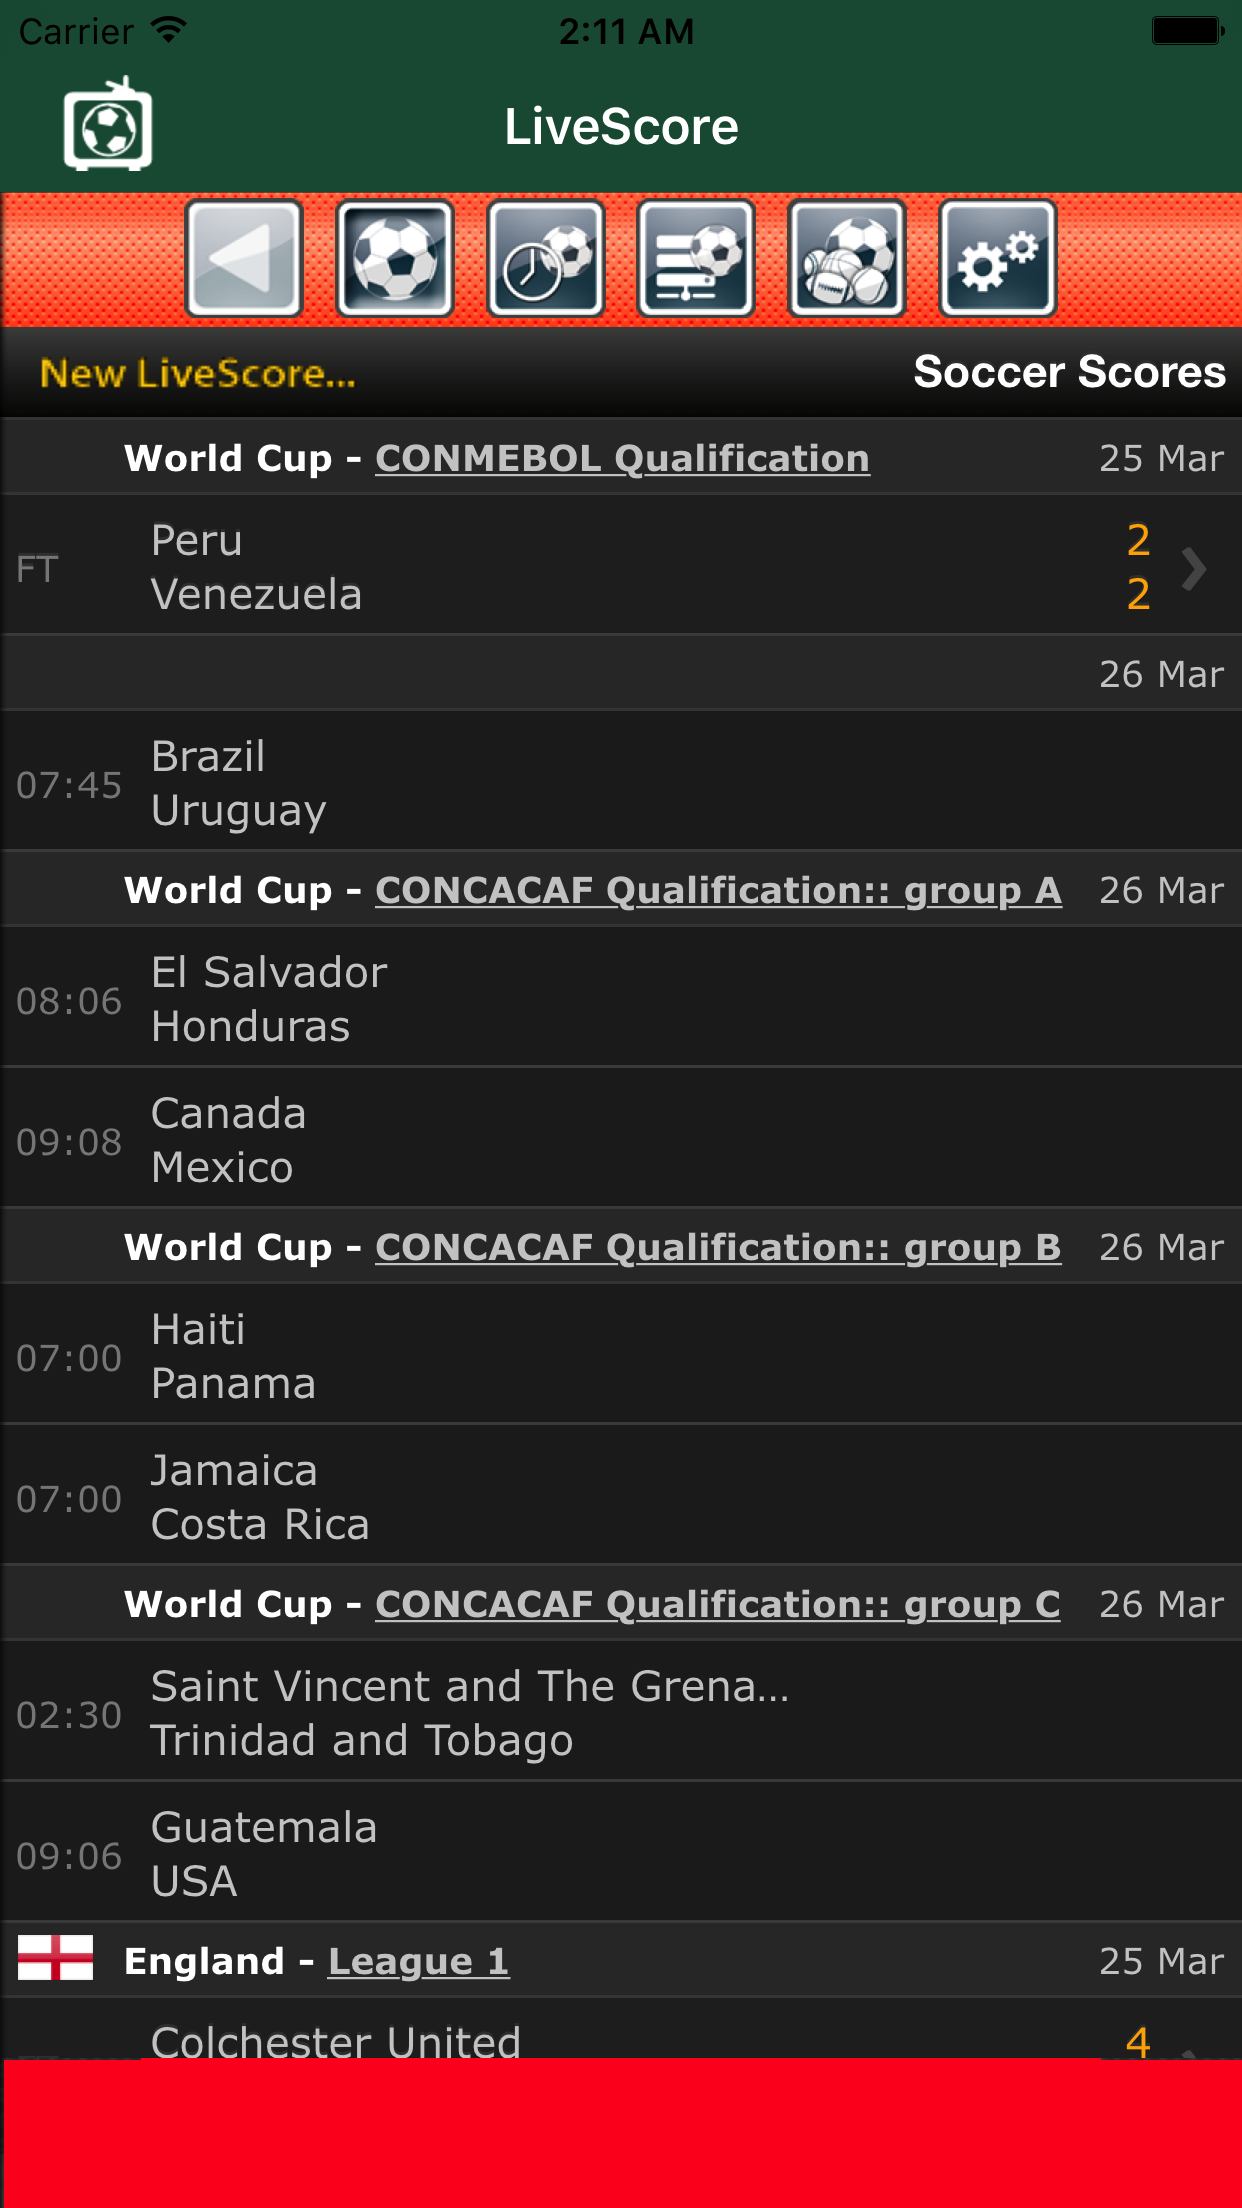 Carrier 2:11 AM
LiveScore
New LiveScore... Soccer Scores
World Cup - CONMEBOL Qualification 25 Mar
Peru 2
FT
Venezuela 2
26 Mar
Brazil
07:45
Uruguay
World Cup - CONCACAF Qualification:: group A 26 Mar
El Salvador
08:06
Honduras
Canada
09:08
Mexico
World Cup - CONCACAF Qualification:: group B 26 Mar
Haiti
07:00
Panama
Jamaica
07:00
Costa Rica
World Cup - CONCACAF Qualification:: group C 26 Mar
Saint Vincent and The Grena...
02:30
Trinidad and Tobago
Guatemala
09:06
USA
England - League 1 25 Mar
Colchester United 4